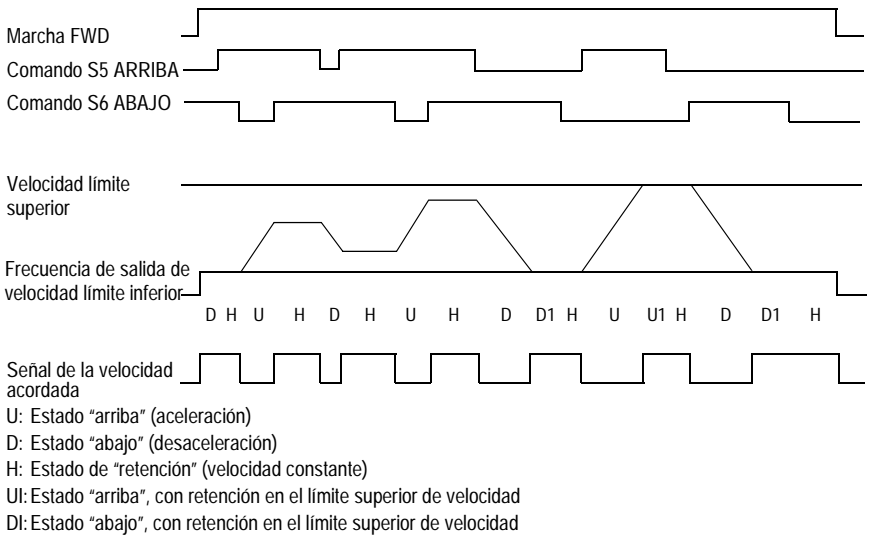 Marcha FWD
Comando S5 ARRIBA
Comando S6 ABAJO
Velocidad límite
superior
Frecuencia de salida de
velocidad límite inferior
D H U H D H U H D D1 H U U1 H D D1 H
Señal de la velocidad
acordada
U: Estado “arriba” (aceleración)
D: Estado “abajo” (desaceleración)
H: Estado de “retención” (velocidad constante)
UI: Estado “arriba”, con retención en el límite superior de velocidad
DI: Estado “abajo”, con retención en el límite superior de velocidad